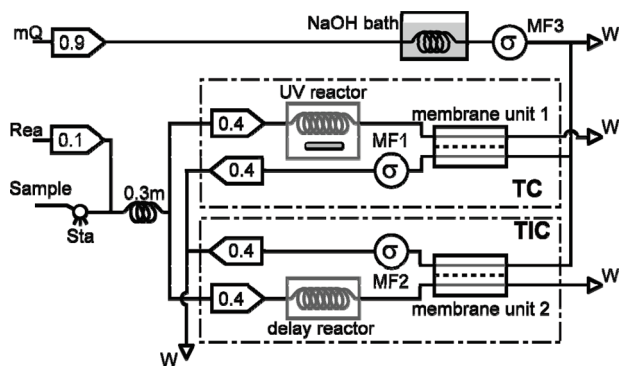 mQ
0.9
NaOH bath
σ
MF3
W
UV reactor
membrane unit 1
0.4
MF1
W
Rea
0.1
0.4
σ
TC
Sample
0,3m
Sta
TIC
0.4
σ
MF2
W
0.4
delay reactor
membrane unit 2
W